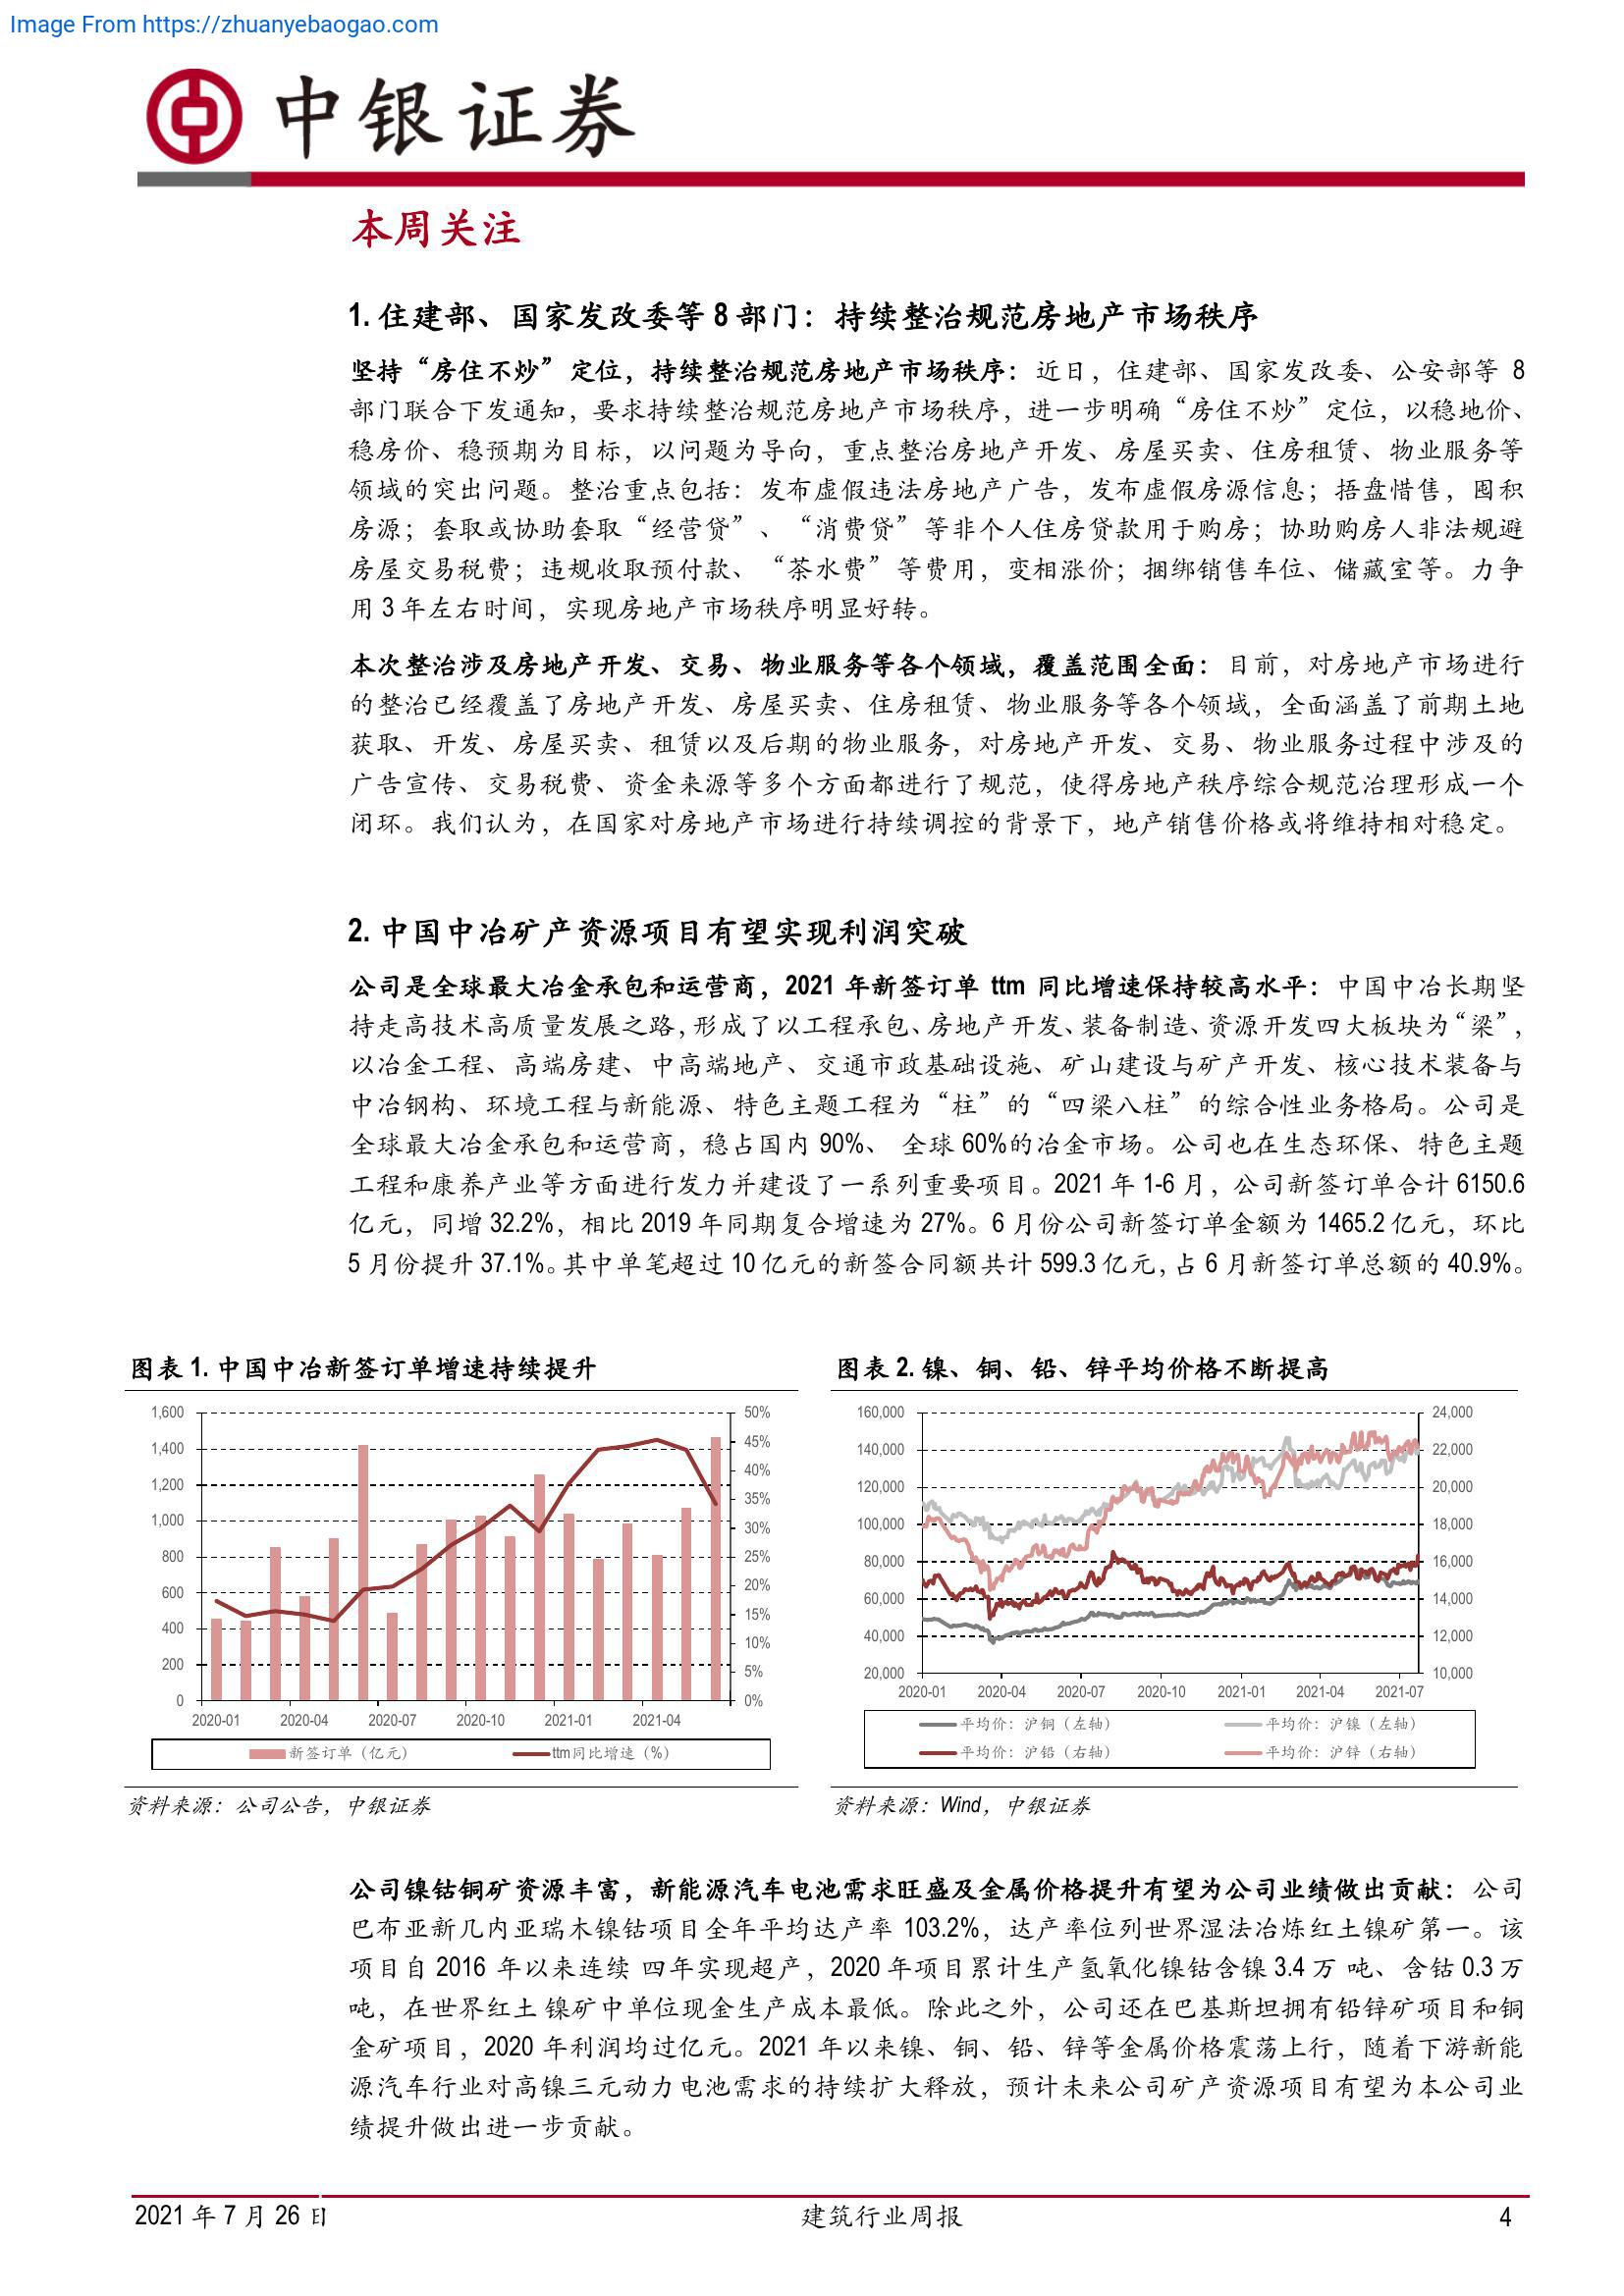 Image From https://zhuanyebaogao.com
中银证券
本周关注
1. 住建部、国家发改委等 8 部门：持续整治规范房地产市场秩序
坚持“房住不炒”定位，持续整治规范房地产市场秩序：近日，住建部、国家发改委、公安部等 8
部门联合下发通知，要求持续整治规范房地产市场秩序，进一步明确“房住不炒”定位，以稳地价、
稳房价、稳预期为目标，以问题为导向，重点整治房地产开发、房屋买卖、住房租赁、物业服务等
领域的突出问题。整治重点包括：发布虚假违法房地产广告，发布虚假房源信息；捂盘惜售，囤积
房源；套取或协助套取“经营贷”、“消费贷”等非个人住房贷款用于购房；协助购房人非法规避
房屋交易税费；违规收取预付款、“茶水费”等费用，变相涨价；捆绑销售车位、储藏室等。力争
用 3 年左右时间，实现房地产市场秩序明显好转。
本次整治涉及房地产开发、交易、物业服务等各个领域，覆盖范围全面：目前，对房地产市场进行
的整治已经覆盖了房地产开发、房屋买卖、住房租赁、物业服务等各个领域，全面涵盖了前期土地
获取、开发、房屋买卖、租赁以及后期的物业服务，对房地产开发、交易、物业服务过程中涉及的
广告宣传、交易税费、资金来源等多个方面都进行了规范，使得房地产秩序综合规范治理形成一个
闭环。我们认为，在国家对房地产市场进行持续调控的背景下，地产销售价格或将维持相对稳定。
2. 中国中冶矿产资源项目有望实现利润突破
公司是全球最大冶金承包和运营商，2021 年新签订单 ttm 同比增速保持较高水平：中国中冶长期坚
持走高技术高质量发展之路，形成了以工程承包、房地产开发、装备制造、资源开发四大板块为“梁”，
以冶金工程、高端房建、中高端地产、交通市政基础设施、矿山建设与矿产开发、核心技术装备与
中冶钢构、环境工程与新能源、特色主题工程为“柱”的“四梁八柱”的综合性业务格局。公司是
全球最大冶金承包和运营商，稳占国内 90%、 全球 60%的冶金市场。公司也在生态环保、特色主题
工程和康养产业等方面进行发力并建设了一系列重要项目。2021 年 1-6 月，公司新签订单合计 6150.6
亿元，同增 32.2%，相比 2019 年同期复合增速为 27%。6 月份公司新签订单金额为 1465.2 亿元，环比
5 月份提升 37.1%。其中单笔超过 10 亿元的新签合同额共计 599.3 亿元，占 6 月新签订单总额的 40.9%。
图表 1. 中国中冶新签订单增速持续提升
1,600
1,400
1,200
1,000
800
600
400
200
0
50%
45%
40%
35%
30%
25%
20%
15%
10%
5%
0%
2020-01 2020-04 2020-07 2020-10 2021-01 2021-04
新签订单（亿元） ttm同比增速（%）
资料来源：公司公告，中银证券
图表 2. 镍、铜、铅、锌平均价格不断提高
160,000
140,000
120,000
100,000
80,000
60,000
40,000
20,000
24,000
22,000
20,000
18,000
16,000
14,000
12,000
10,000
2020-01 2020-04 2020-07 2020-10 2021-01 2021-04 2021-07
平均价：沪铜（左轴） 平均价：沪镍（左轴）
平均价：沪铅（右轴） 平均价：沪锌（右轴）
资料来源：Wind，中银证券
公司镍钴铜矿资源丰富，新能源汽车电池需求旺盛及金属价格提升有望为公司业绩做出贡献：公司
巴布亚新几内亚瑞木镍钴项目全年平均达产率 103.2%，达产率位列世界湿法冶炼红土镍矿第一。该
项目自 2016 年以来连续 四年实现超产，2020 年项目累计生产氢氧化镍钴含镍 3.4 万 吨、含钴 0.3 万
吨，在世界红土 镍矿中单位现金生产成本最低。除此之外，公司还在巴基斯坦拥有铅锌矿项目和铜
金矿项目，2020 年利润均过亿元。2021 年以来镍、铜、铅、锌等金属价格震荡上行，随着下游新能
源汽车行业对高镍三元动力电池需求的持续扩大释放，预计未来公司矿产资源项目有望为本公司业
绩提升做出进一步贡献。
2021 年 7 月 26 日 建筑行业周报 4